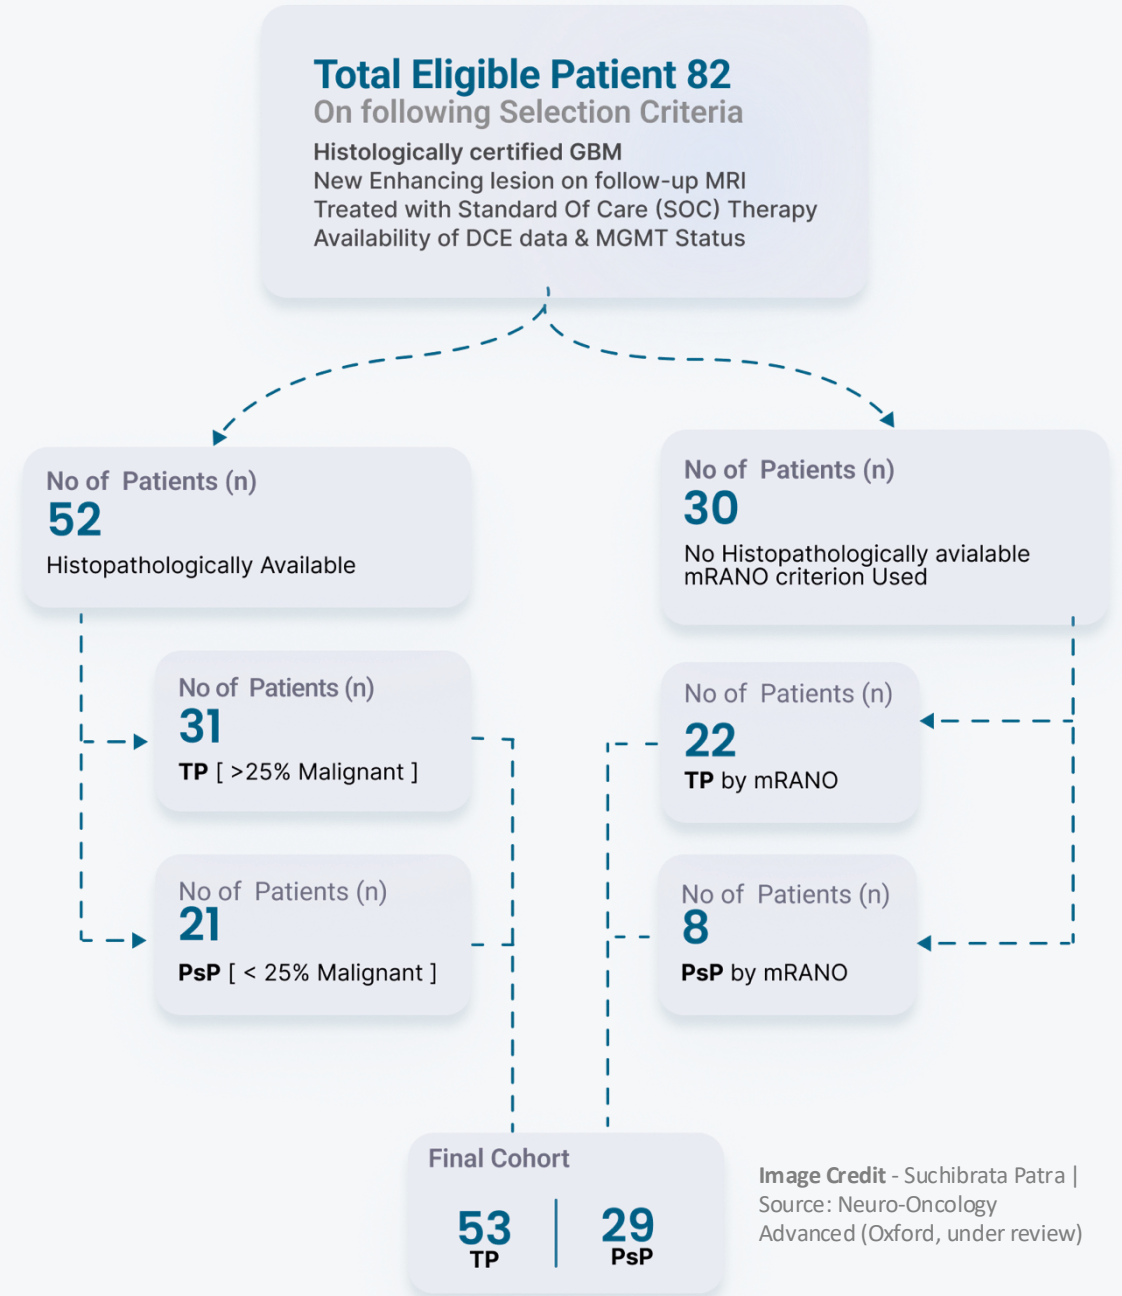 Total Eligible Patient 82
On following Selection Criteria
Histologically certified GBM
New Enhancing lesion on follow-up MRI
Treated with Standard Of Care (SOC) Therapy
Availability of DCE data & MGMT Status
No of Patients (n)
52
Histopathologically Available
No of Patients (n)
30
No Histopathologically avialable
mRANO criterion Used
No of Patients (n)
31
TP [ >25% Malignant ]
No of Patients (n)
22
TP by mRANO
No of Patients (n)
21
PsP [ < 25% Malignant ]
No of Patients (n)
8
PsP by mRANO
Final Cohort
53
TP
29
PsP
Image Credit - Suchibrata Patra |
Source: Neuro-Oncology
Advanced (Oxford, under review)